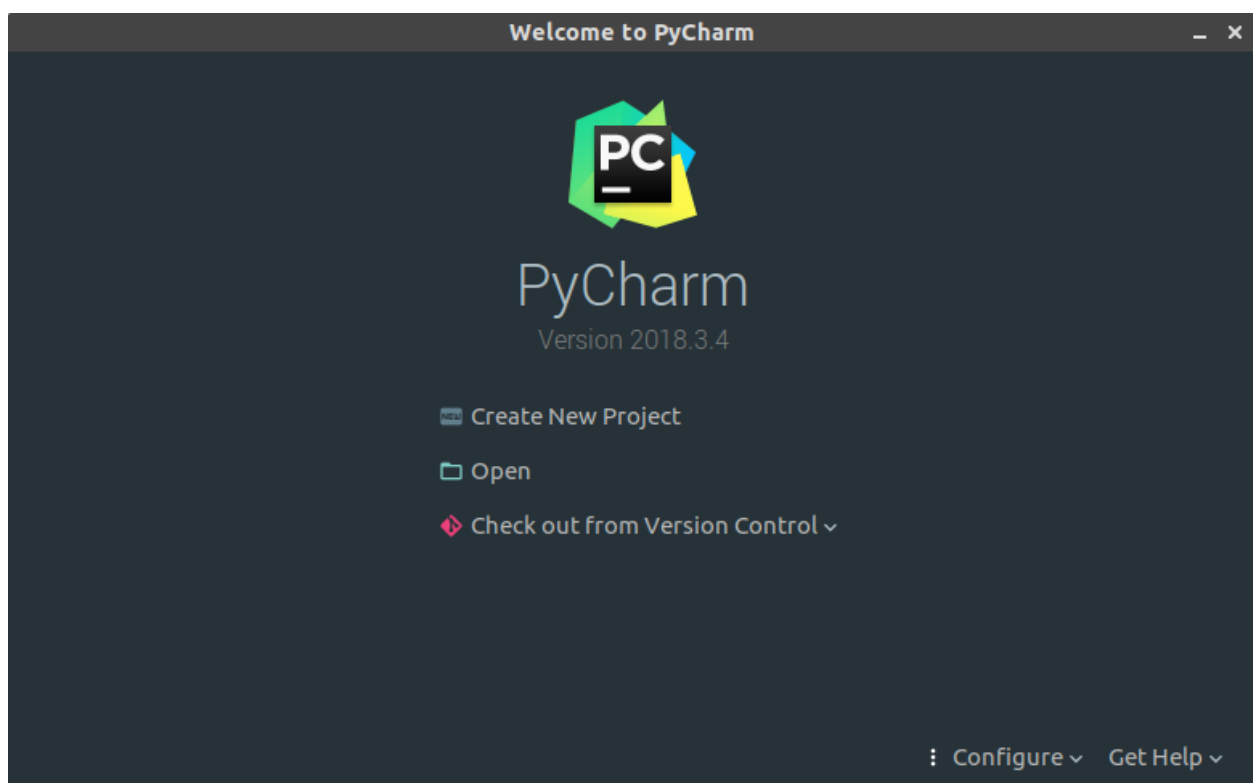 Welcome to PyCharm
PC
PyCharm
Version 2018.3.4
NEW Create New Project
Open
Check out from Version Control
Configure Get Help